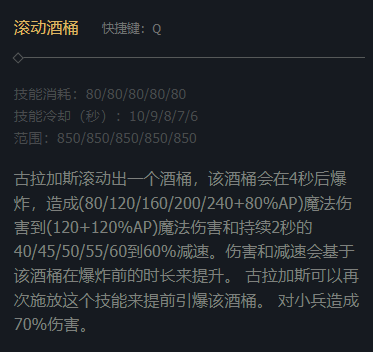 滚动酒桶 快捷键：Q
技能消耗：80/80/80/80/80
技能冷却（秒）：10/9/8/7/6
范围：850/850/850/850/850
古拉加斯滚动出一个酒桶，该酒桶会在4秒后爆
炸，造成(80/120/160/200/240+80%AP)魔法伤
害到(120+120%AP)魔法伤害和持续2秒的
40/45/50/55/60到60%减速。伤害和减速会基于
该酒桶在爆炸前的时长来提升。 古拉加斯可以再
次施放这个技能来提前引爆该酒桶。 对小兵造成
70%伤害。